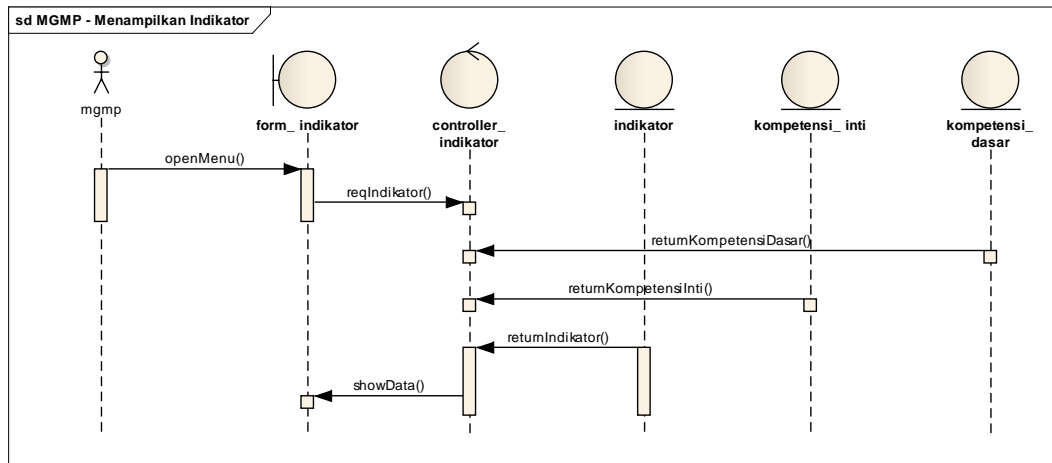 sd MGMP - Menampilkan Indikator
mgmp
form_ indikator
controller_
indikator
indikator
kompetensi_ inti
kompetensi_
dasar
openMenu()
reqIndikator()
returnKompetensiDasar()
returnKompetensiInti()
returnIndikator()
showData()